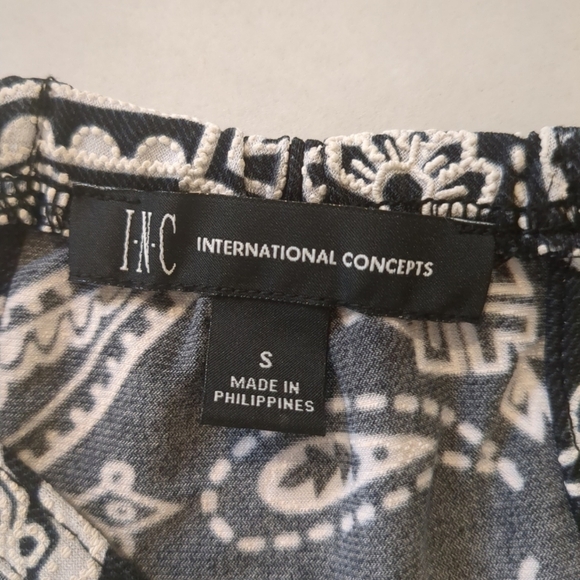 I·N·C INTERNATIONAL CONCEPTS
S
MADE IN
PHILIPPINES